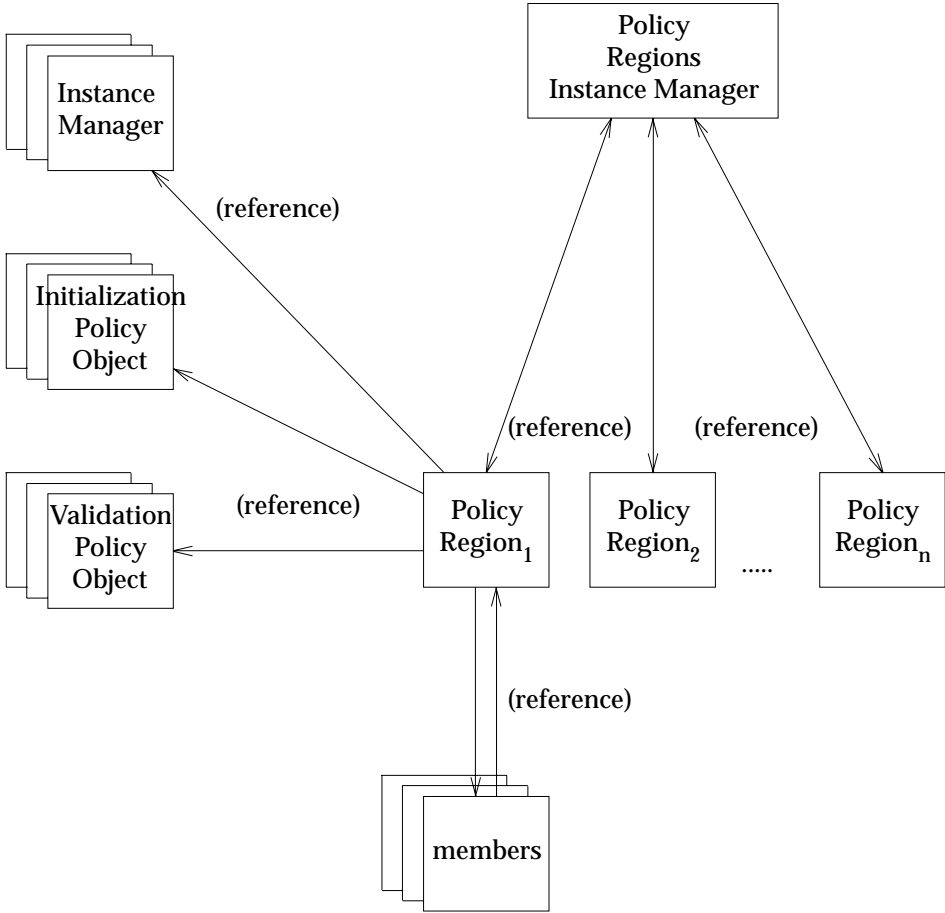 Policy
Regions
Instance Manager
Instance
Manager
(reference)
Initialization
Policy
Object
(reference)
(reference)
Validation
Policy
Object
(reference)
Policy
Region1
Policy
Region2
.....
Policy
Regionn
(reference)
members